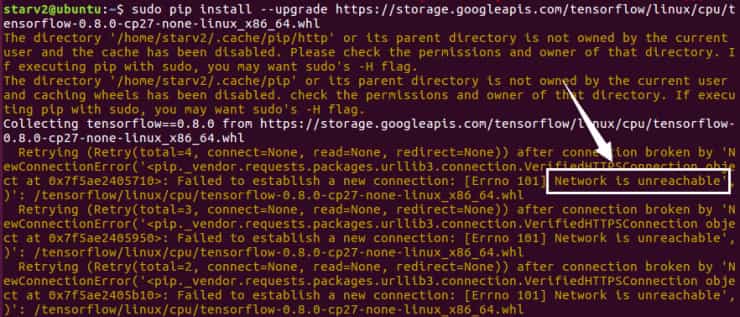 starv2@ubuntu:~$ sudo pip install --upgrade https://storage.googleapis.com/tensorflow/linux/cpu/t
ensorflow-0.8.0-cp27-none-linux_x86_64.whl
The directory '/home/starv2/.cache/pip/http' or its parent directory is not owned by the current
user and the cache has been disabled. Please check the permissions and owner of that directory. I
f executing pip with sudo, you may want sudo's -H flag.
The directory '/home/starv2/.cache/pip' or its parent directory is not owned by the current user
and caching wheels has been disabled. check the permissions and owner of that directory. If execu
ting pip with sudo, you may want sudo's -H flag.
Collecting tensorflow==0.8.0 from https://storage.googleapis.com/tensorflow/linux/cpu/tensorflow-
0.8.0-cp27-none-linux_x86_64.whl
Retrying (Retry(total=4, connect=None, read=None, redirect=None)) after connection broken by 'N
ewConnectionError('<pip._vendor.requests.packages.urllib3.connection.VerifiedHTTPSConnection obje
ct at 0x7f5ae2405710>: Failed to establish a new connection: [Errno 101] Network is unreachable',
)': /tensorflow/linux/cpu/tensorflow-0.8.0-cp27-none-linux_x86_64.whl
Retrying (Retry(total=3, connect=None, read=None, redirect=None)) after connection broken by 'N
ewConnectionError('<pip._vendor.requests.packages.urllib3.connection.VerifiedHTTPSConnection obje
ct at 0x7f5ae2405950>: Failed to establish a new connection: [Errno 101] Network is unreachable',
)': /tensorflow/linux/cpu/tensorflow-0.8.0-cp27-none-linux_x86_64.whl
Retrying (Retry(total=2, connect=None, read=None, redirect=None)) after connection broken by 'N
ewConnectionError('<pip._vendor.requests.packages.urllib3.connection.VerifiedHTTPSConnection obje
ct at 0x7f5ae2405b10>: Failed to establish a new connection: [Errno 101] Network is unreachable',
)': /tensorflow/linux/cpu/tensorflow-0.8.0-cp27-none-linux_x86_64.whl